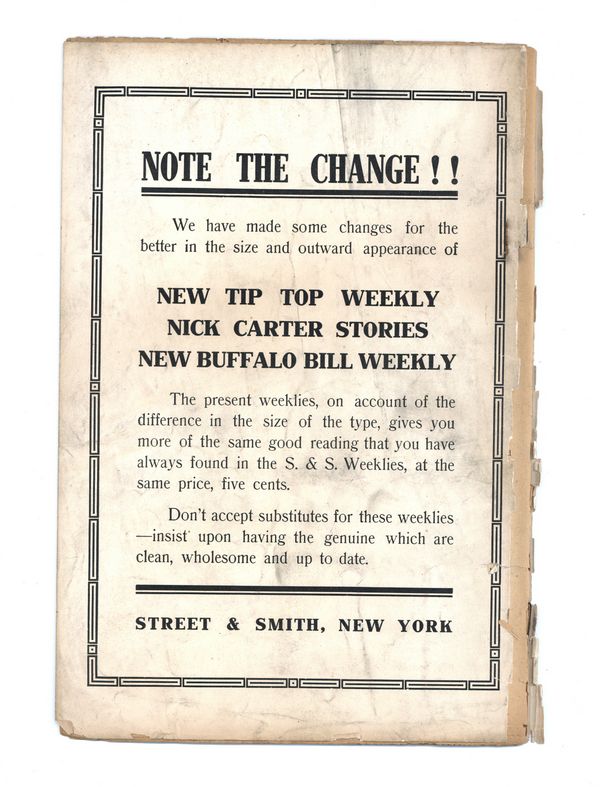 NOTE THE CHANGE!!
We have made some changes for the
better in the size and outward appearance of
NEW TIP TOP WEEKLY
NICK CARTER STORIES
NEW BUFFALO BILL WEEKLY
The present weeklies, on account of the
difference in the size of the type, gives you
more of the same good reading that you have
always found in the S. & S. Weeklies, at the
same price, five cents.
Don't accept substitutes for these weeklies
—insist upon having the genuine which are
clean, wholesome and up to date.
STREET & SMITH, NEW YORK